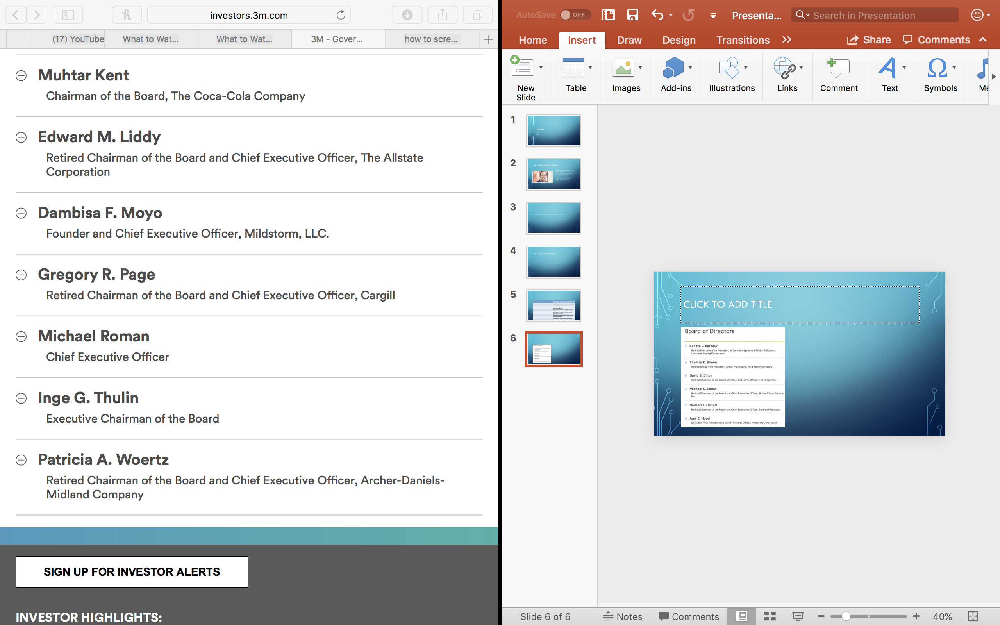 investors.3m.com
(17) YouTube
What to Wat...
What to Wat...
3M - Gover...
how to scre...
Muhtar Kent
Chairman of the Board, The Coca-Cola Company
Edward M. Liddy
Retired Chairman of the Board and Chief Executive Officer, The Allstate
Corporation
Dambisa F. Moyo
Founder and Chief Executive Officer, Mildstorm, LLC.
Gregory R. Page
Retired Chairman of the Board and Chief Executive Officer, Cargill
Michael Roman
Chief Executive Officer
Inge G. Thulin
Executive Chairman of the Board
Patricia A. Woertz
Retired Chairman of the Board and Chief Executive Officer, Archer-Daniels-
Midland Company
SIGN UP FOR INVESTOR ALERTS
INVESTOR HIGHLIGHTS:
AutoSave OFF
Presenta...
Search in Presentation
Home Insert Draw Design Transitions
Share Comments
New
Slide
Table
Images
Add-ins
Illustrations
Links
Comment
Text
Symbols
Me
1
2
THE CHIEF EXECUTIVE OFFICER
3
4
THE BOARD OF DIRECTORS
5
6
CLICK TO ADD TITLE
Board of Directors
Sondra L. Barbour
Retired Executive Vice President, Information Systems & Global Solutions,
Lockheed Martin Corporation
Thomas K. Brown
Retired Group Vice President, Global Purchasing, Ford Motor Company
David B. Dillon
Retired Chairman of the Board and Chief Executive Officer, The Kroger Co.
Michael L. Eskew
Retired Chairman of the Board and Chief Executive Officer, United Parcel Service,
Inc.
Herbert L. Henkel
Retired Chairman of the Board and Chief Executive Officer, Ingersoll-Rand plc
Amy E. Hood
Executive Vice President and Chief Financial Officer, Microsoft Corporation
Slide 6 of 6
Notes
Comments
40%